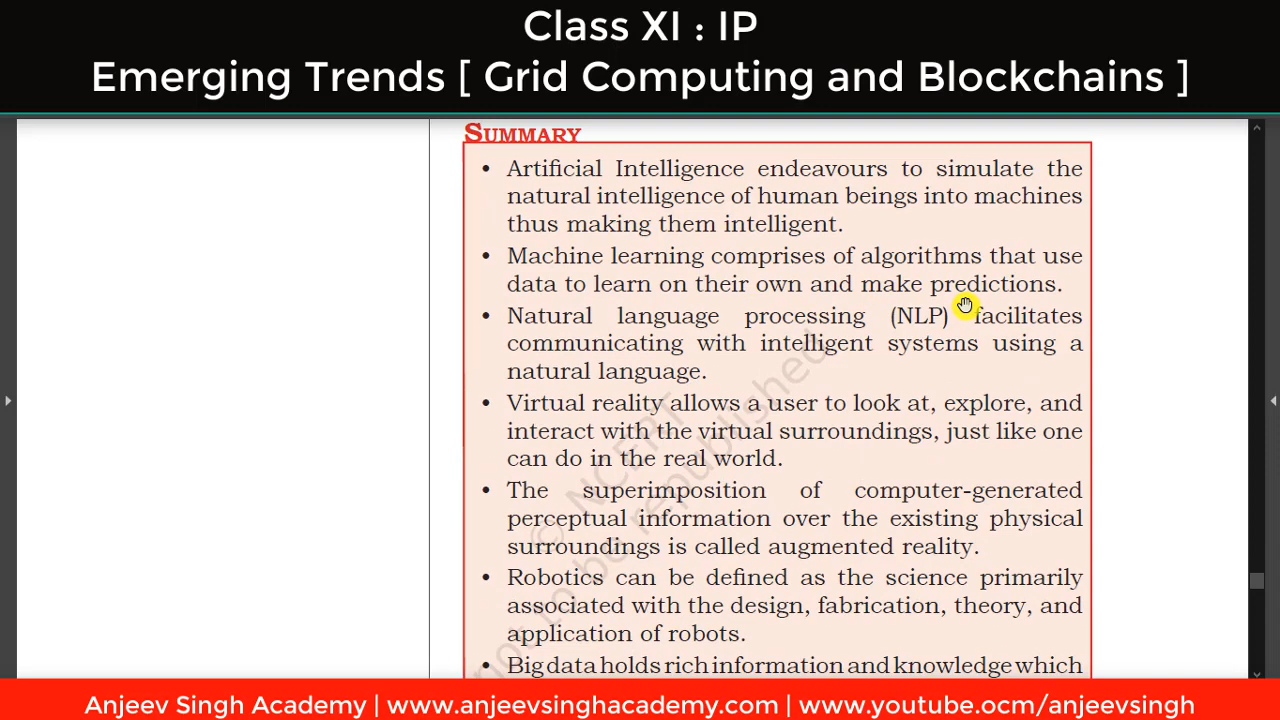 Class XI : IP
Emerging Trends [ Grid Computing and Blockchains ]
SUMMARY
• Artificial Intelligence endeavours to simulate the
natural intelligence of human beings into machines
thus making them intelligent.
• Machine learning comprises of algorithms that use
data to learn on their own and make predictions.
• Natural language processing (NLP) facilitates
communicating with intelligent systems using a
natural language.
• Virtual reality allows a user to look at, explore, and
interact with the virtual surroundings, just like one
can do in the real world.
• The superimposition of computer-generated
perceptual information over the existing physical
surroundings is called augmented reality.
• Robotics can be defined as the science primarily
associated with the design, fabrication, theory, and
application of robots.
• Big data holds rich information and knowledge which
© NCERT
not to be republished
Anjeev Singh Academy | www.anjeevsinghacademy.com | www.youtube.ocm/anjeevsingh